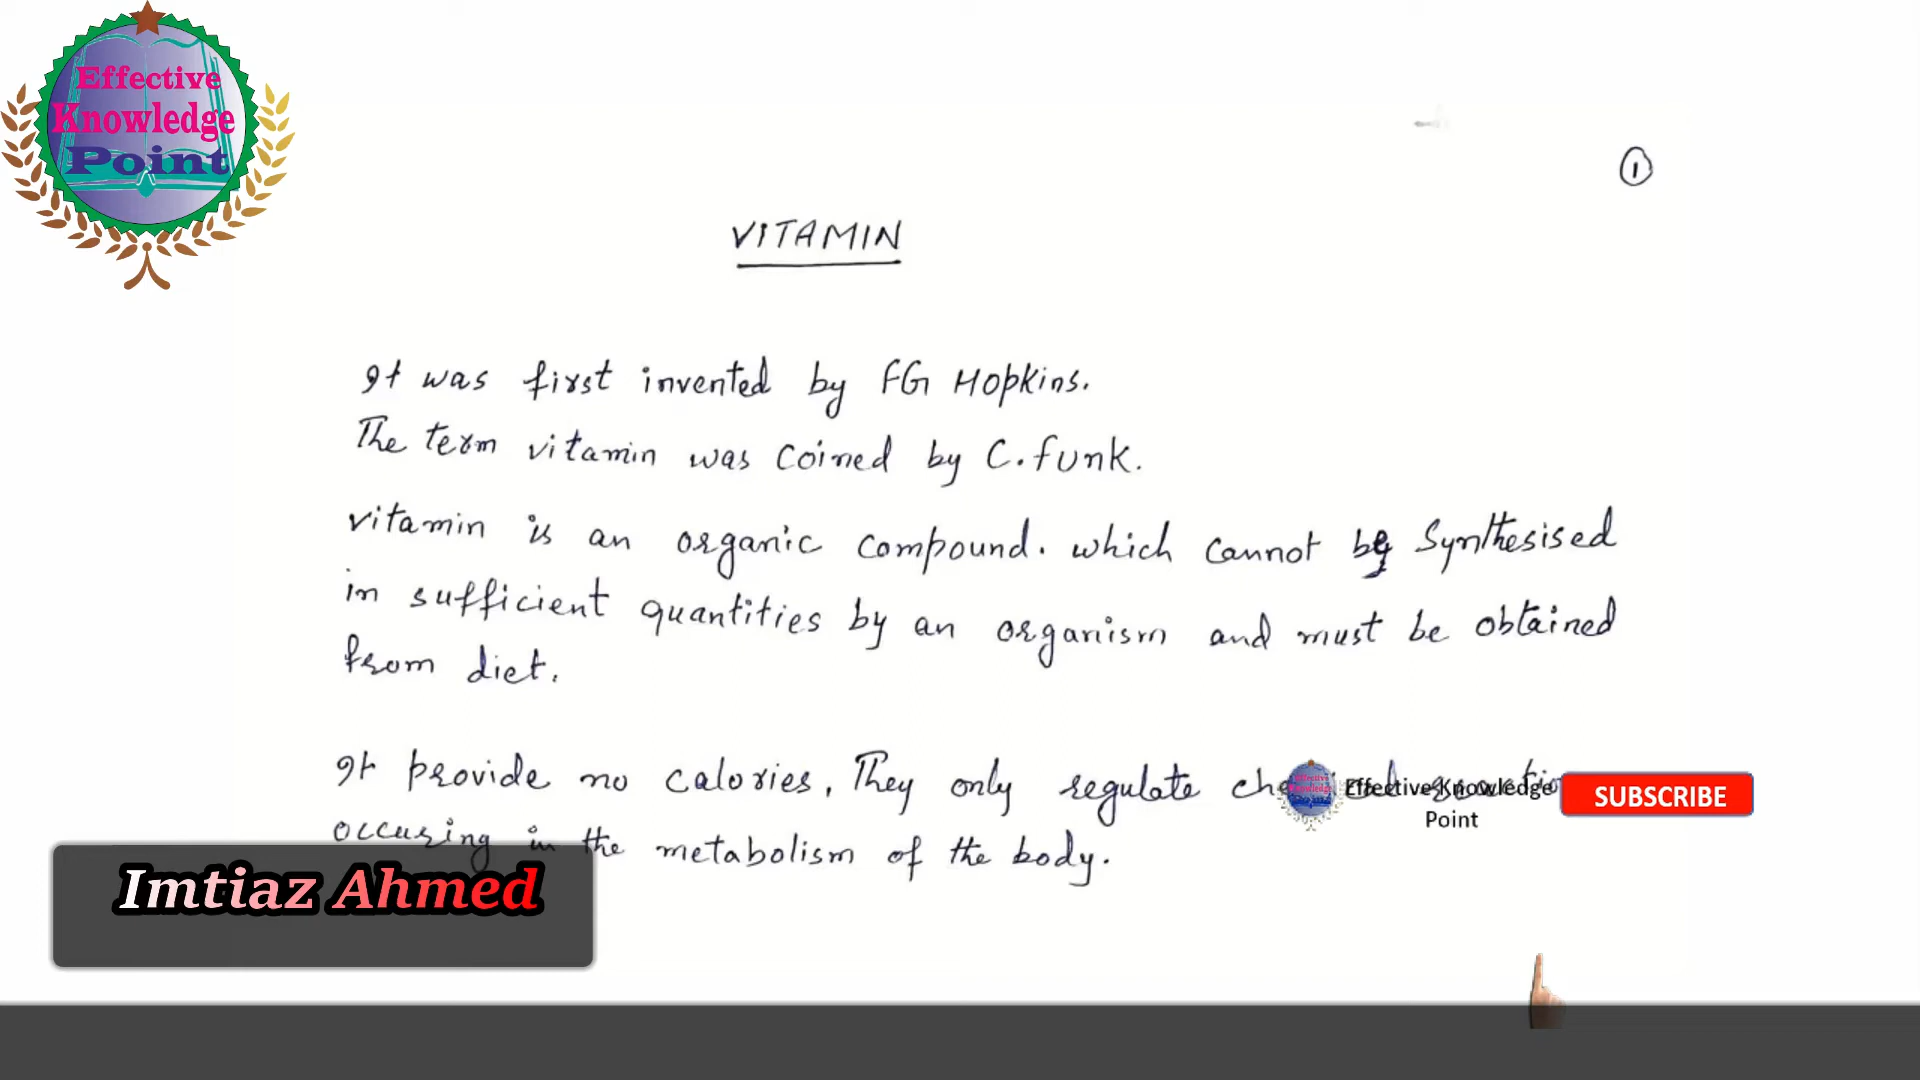 Effective
Knowledge
Point
1
VITAMIN
It was first invented by FG Hopkins.
The term vitamin was coined by C. funk.
vitamin is an organic compound. which cannot be synthesised
in sufficient quantities by an organism and must be obtained
from diet.
It provide no calories. They only regulate
occuring in the metabolism of the body.
Effective Knowledge
Point
SUBSCRIBE
Imtiaz Ahmed